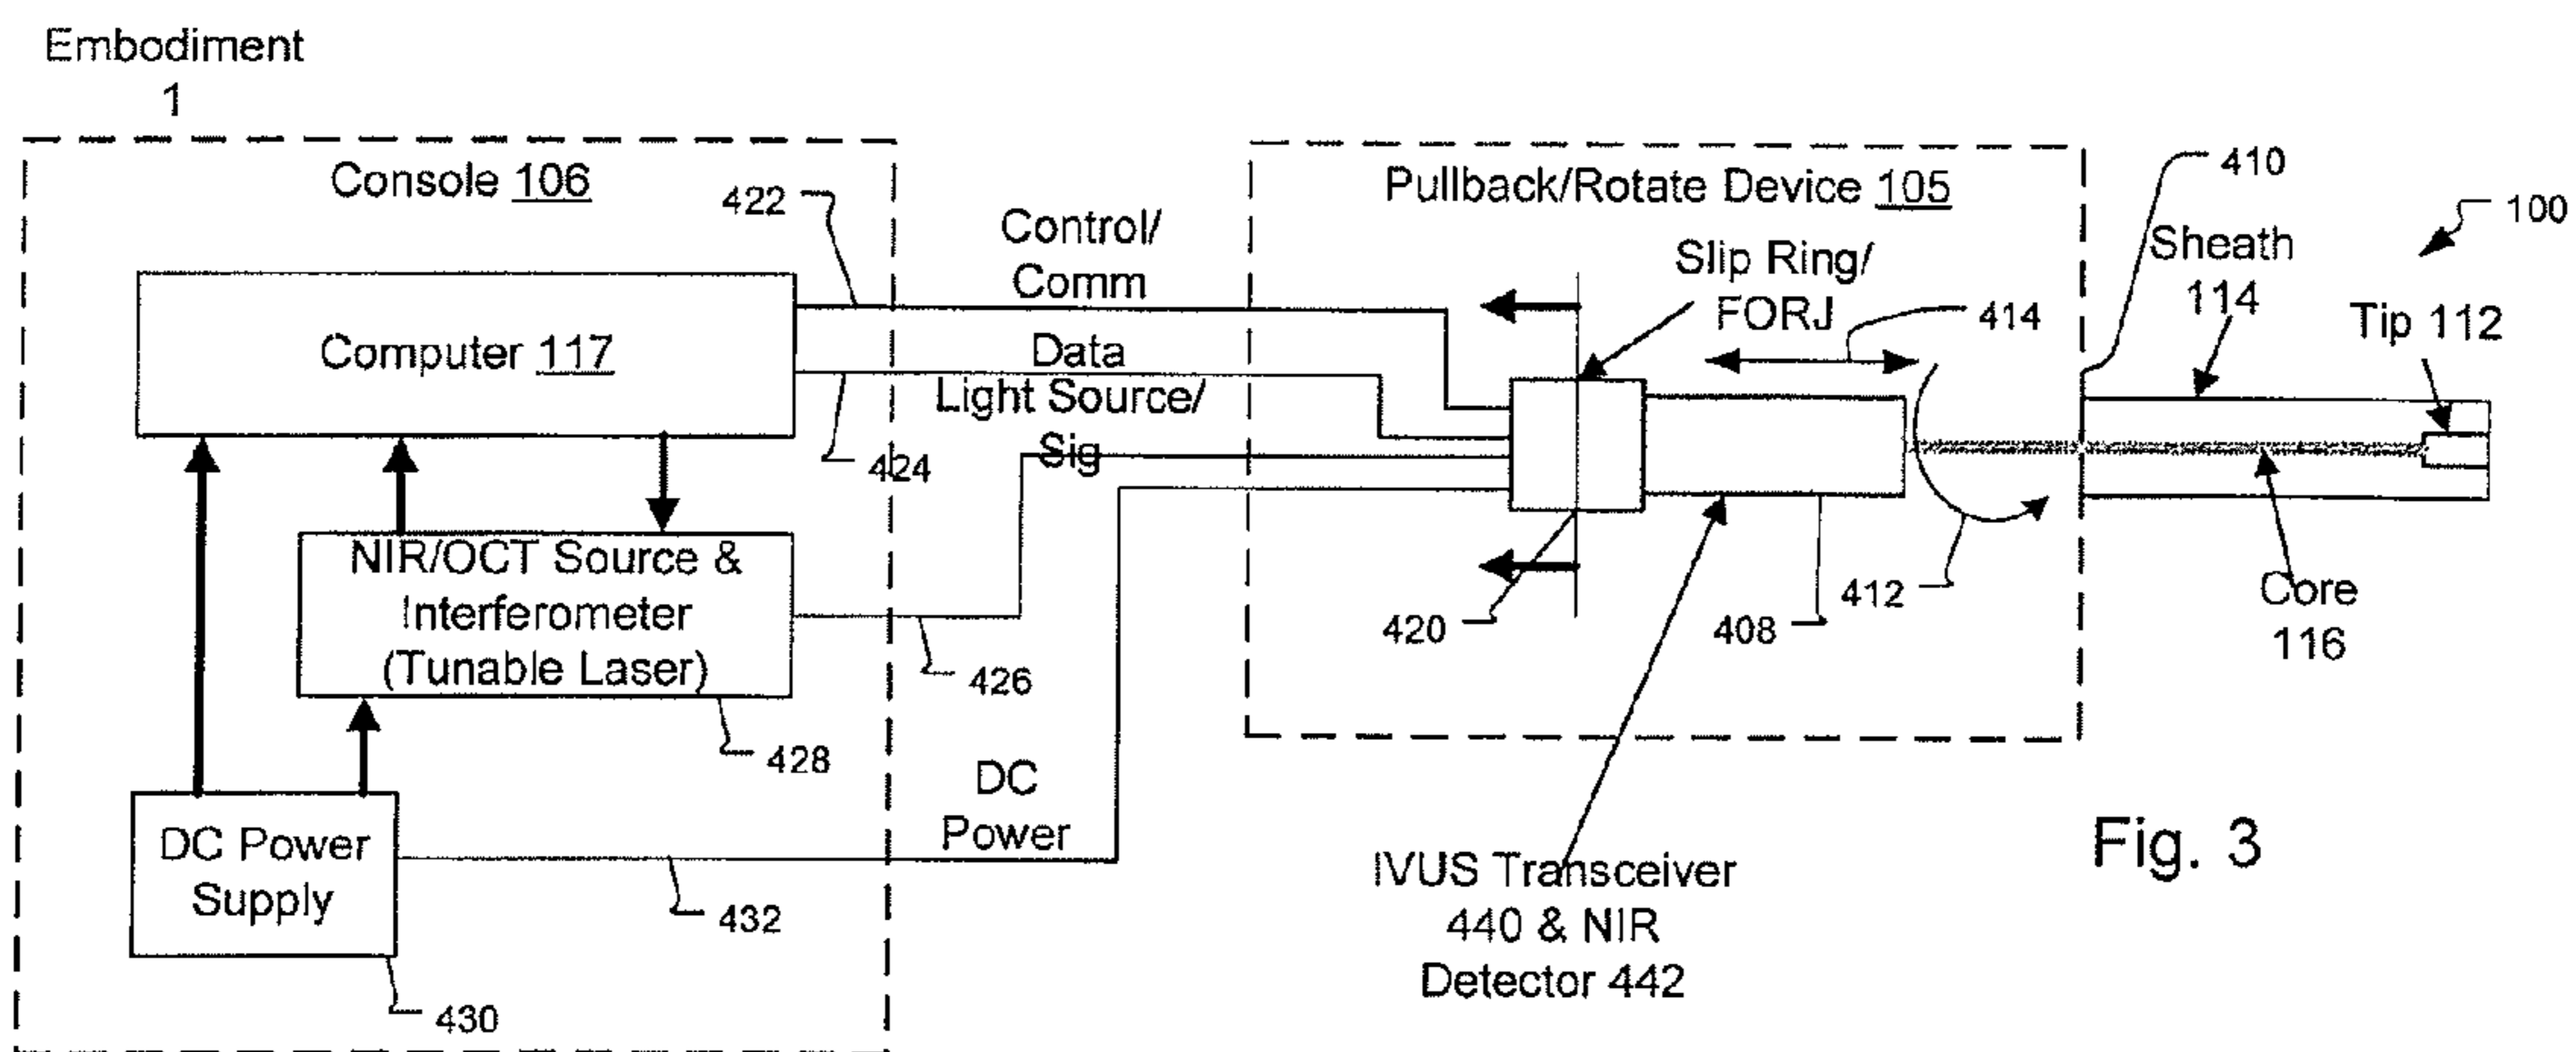 Embodiment
1
Console 106
Computer 117
NIR/OCT Source &
Interferometer
(Tunable Laser)
428
DC Power
Supply
430
422
Control/
Comm
Data
424
Light Source/
Sig
426
DC
Power
432
Pullback/Rotate Device 105
Slip Ring/
FORJ
414
420
408
412
IVUS Transceiver
440 & NIR
Detector 442
410
100
Sheath
114
Tip 112
Core
116
Fig. 3